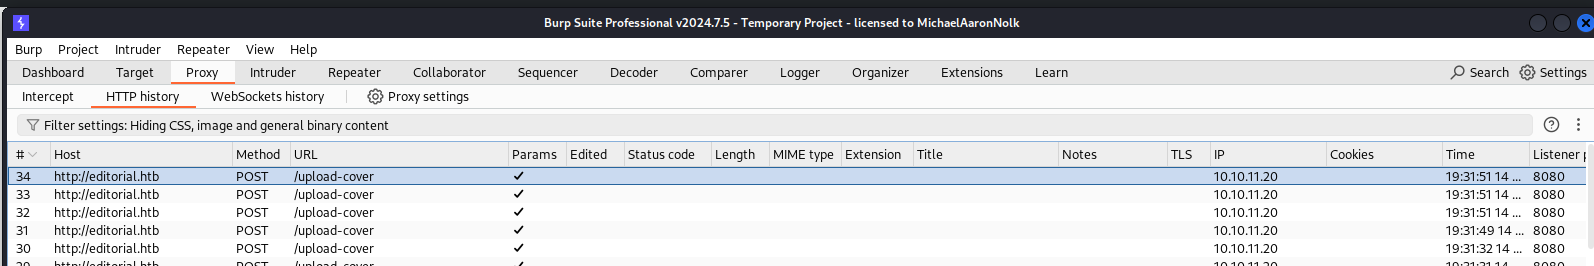 Burp Suite Professional v2024.7.5 - Temporary Project - licensed to MichaelAaronNolk
Burp Project Intruder Repeater View Help
Dashboard Target Proxy Intruder Repeater Collaborator Sequencer Decoder Comparer Logger Organizer Extensions Learn Search Settings
Intercept HTTP history WebSockets history Proxy settings
Filter settings: Hiding CSS, image and general binary content
# Host Method URL Params Edited Status code Length MIME type Extension Title Notes TLS IP Cookies Time Listener
34 http://editorial.htb POST /upload-cover ✓ 10.10.11.20 19:31:51 14 ... 8080
33 http://editorial.htb POST /upload-cover ✓ 10.10.11.20 19:31:51 14 ... 8080
32 http://editorial.htb POST /upload-cover ✓ 10.10.11.20 19:31:51 14 ... 8080
31 http://editorial.htb POST /upload-cover ✓ 10.10.11.20 19:31:49 14 ... 8080
30 http://editorial.htb POST /upload-cover ✓ 10.10.11.20 19:31:32 14 ... 8080